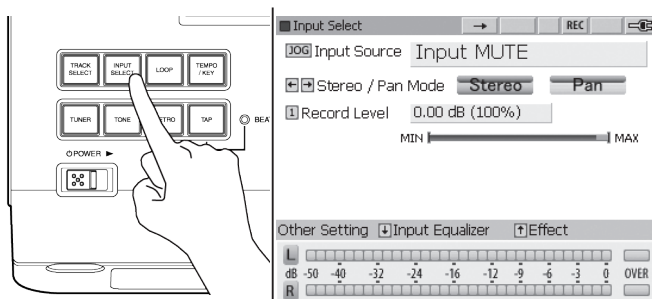 TRACK SELECT
INPUT SELECT
LOOP
TEMPO /KEY
TUNER
TONE
TAP
BEA
POWER
Input Select
→
REC
JOG Input Source Input MUTE
←→ Stereo / Pan Mode Stereo Pan
1 Record Level 0.00 dB (100%)
MIN MAX
Other Setting ↓ Input Equalizer ↑ Effect
L
dB -50 -40 -32 -24 -16 -12 -9 -6 -3 0 OVER
R